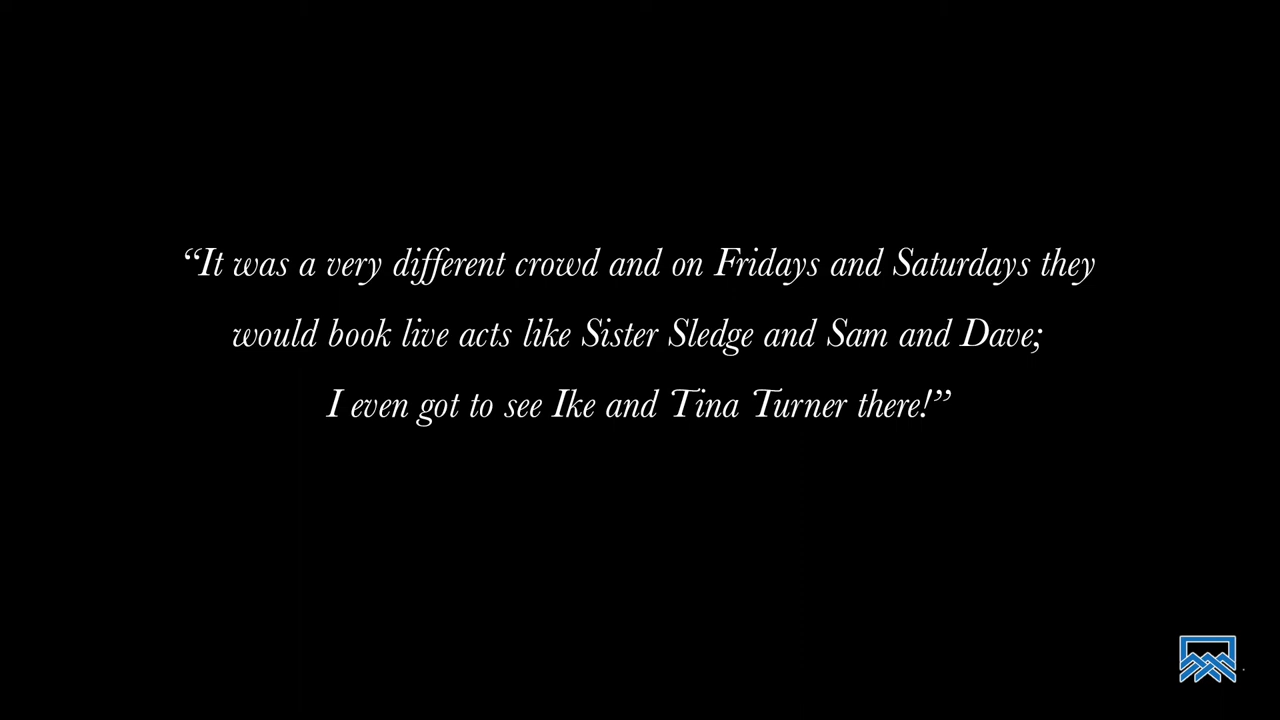 “It was a very different crowd and on Fridays and Saturdays they
would book live acts like Sister Sledge and Sam and Dave;
I even got to see Ike and Tina Turner there!”